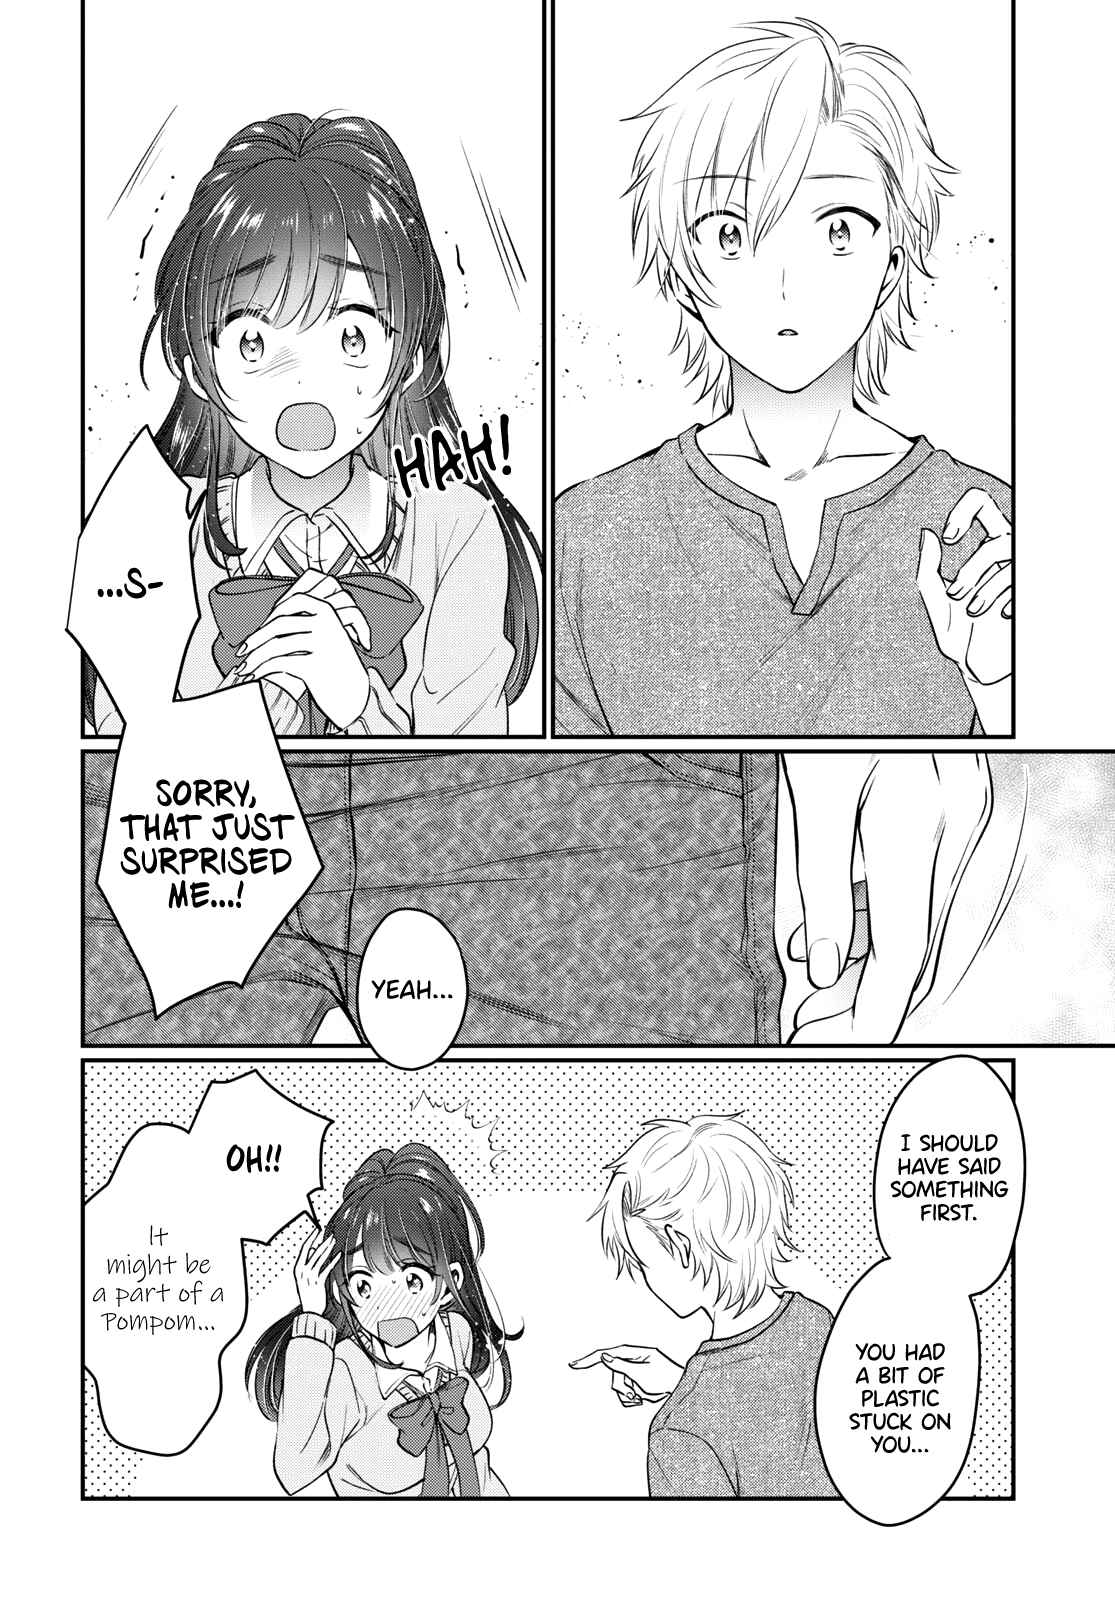 HAH!
...S-
SORRY,
THAT JUST
SURPRISED
ME...!
YEAH...
I SHOULD
HAVE SAID
SOMETHING
FIRST.
YOU HAD
A BIT OF
PLASTIC
STUCK ON
YOU...
OH!!
It
might be
a part of a
Pompom...